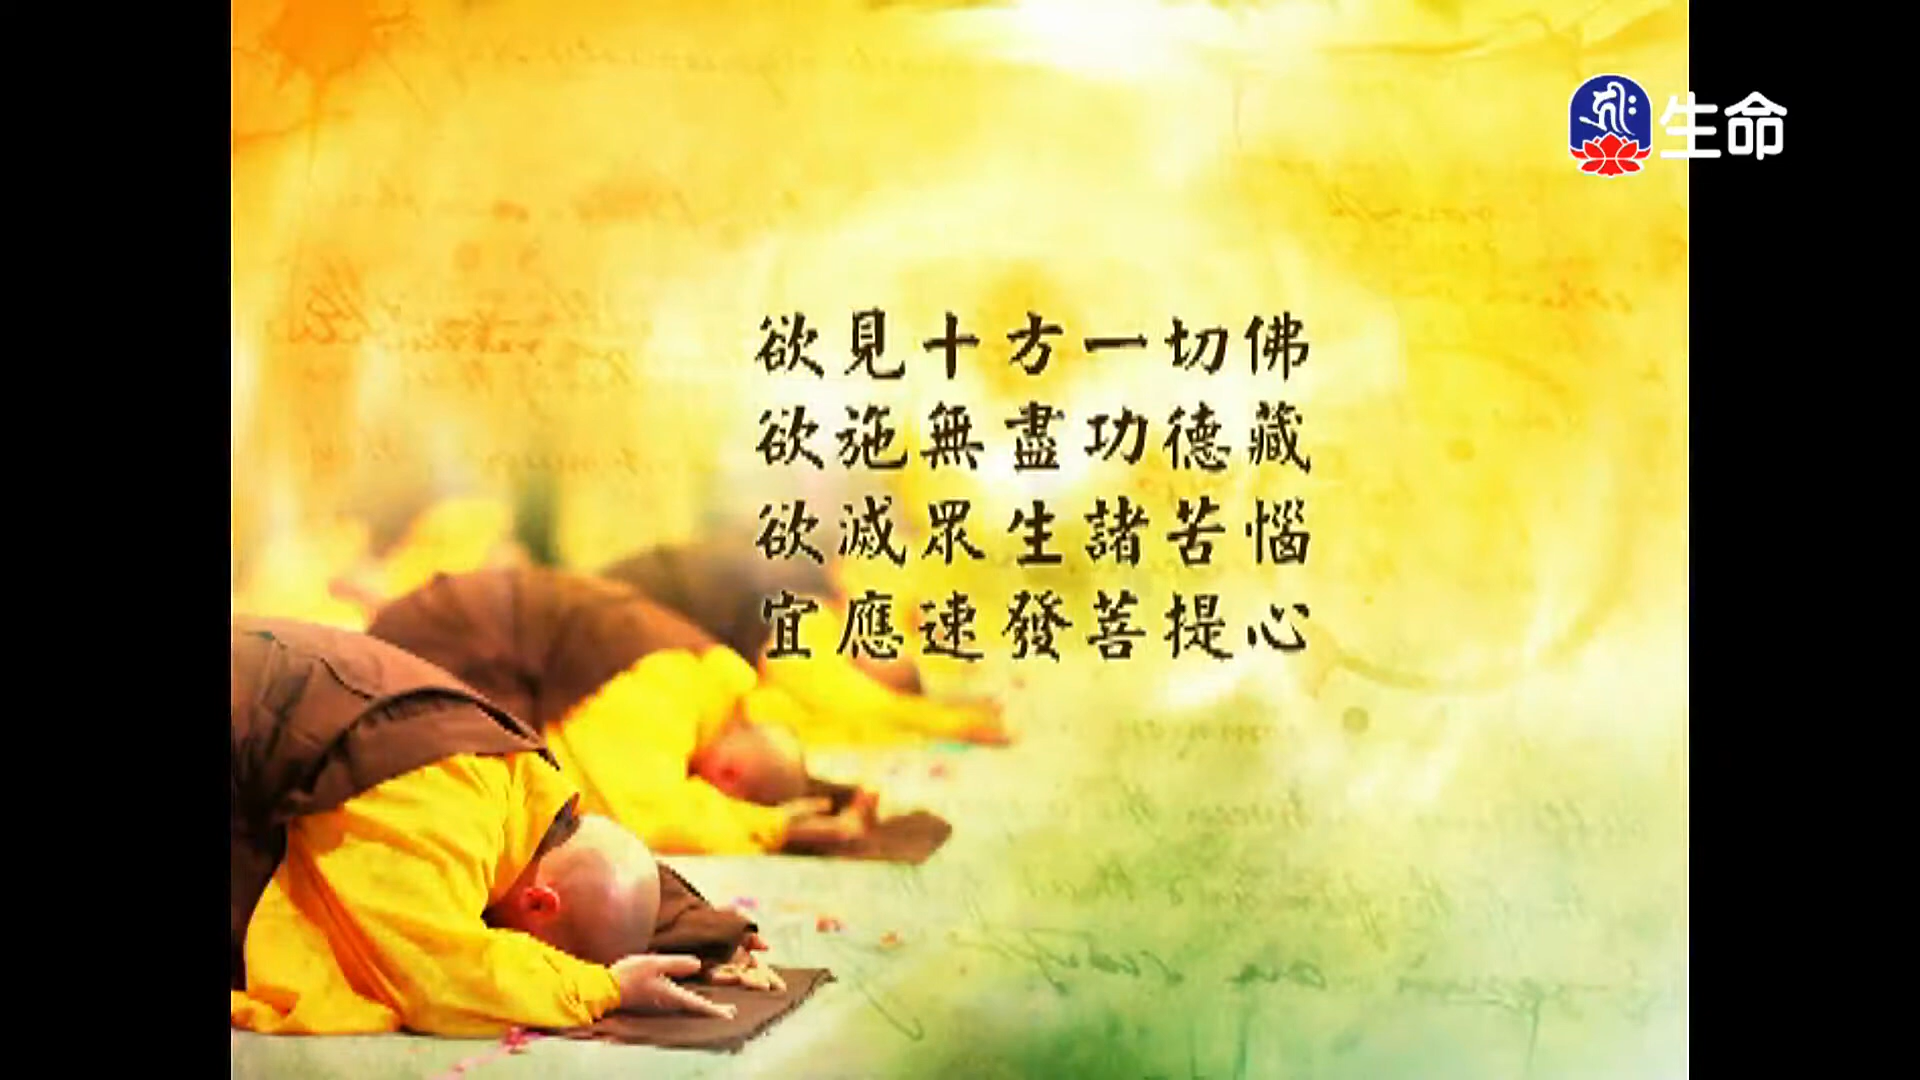 生命
欲見十方一切佛
欲施無盡功德藏
欲滅眾生諸苦惱
宜應速發菩提心